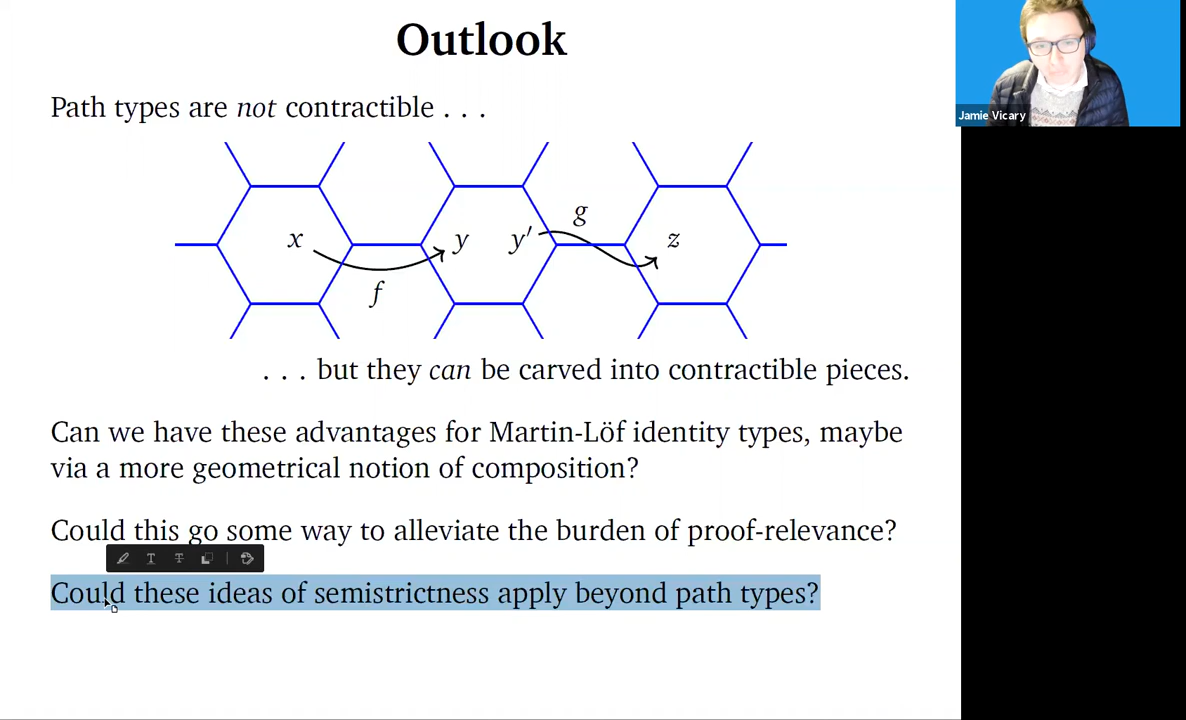 Outlook
Jamie Vicary
Path types are not contractible . . .
x
f
y
y′
g
z
. . . but they can be carved into contractible pieces.
Can we have these advantages for Martin-Löf identity types, maybe
via a more geometrical notion of composition?
Could this go some way to alleviate the burden of proof-relevance?
Could these ideas of semistrictness apply beyond path types?